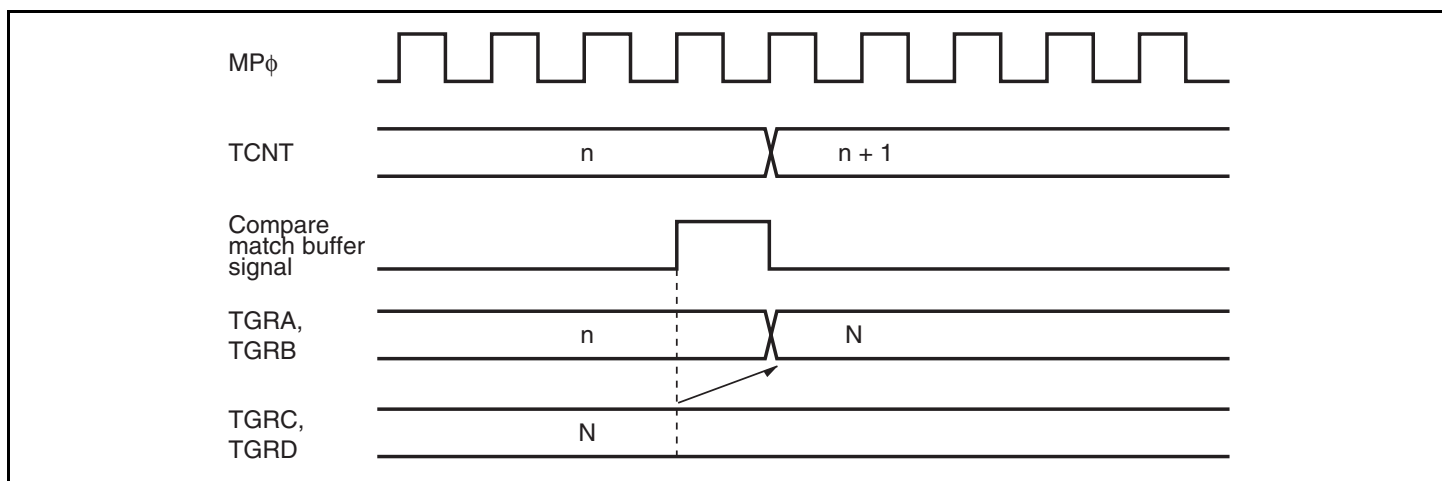 MPϕ
TCNT
n
n + 1
Compare
match buffer
signal
TGRA,
TGRB
n
N
TGRC,
TGRD
N